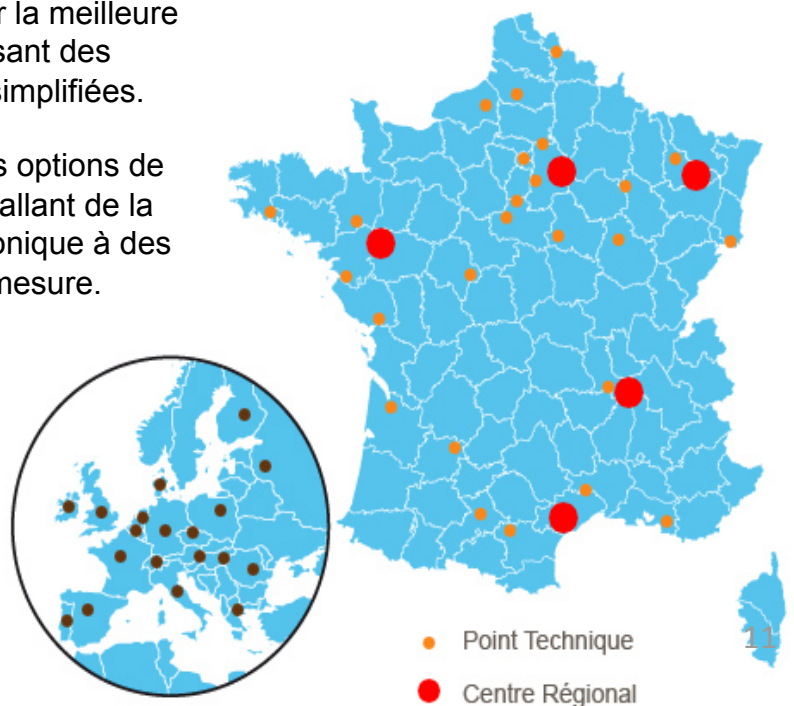 r la meilleure
sant des
simplifiées.
s options de
allant de la
onique à des
mesure.
Point Technique
11
Centre Régional